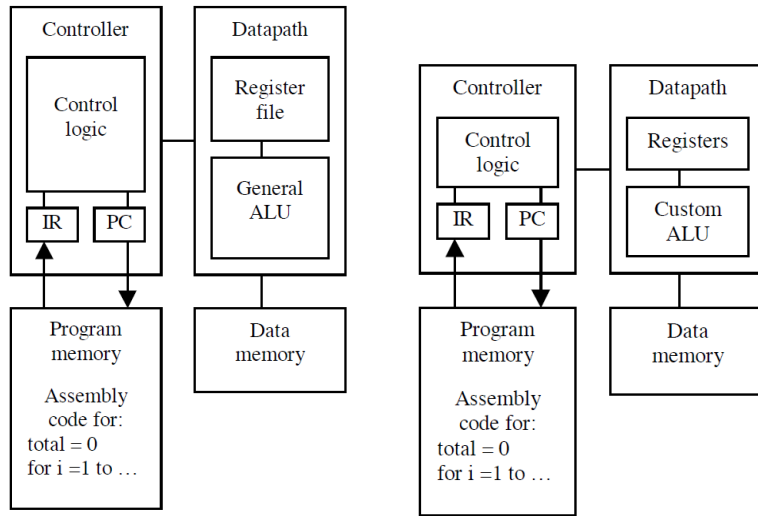 Controller
Control
logic
IR
PC
Datapath
Register
file
General
ALU
Program
memory
Assembly
code for:
total = 0
for i =1 to …
Data
memory
Controller
Control
logic
IR
PC
Datapath
Registers
Custom
ALU
Program
memory
Assembly
code for:
total = 0
for i =1 to …
Data
memory